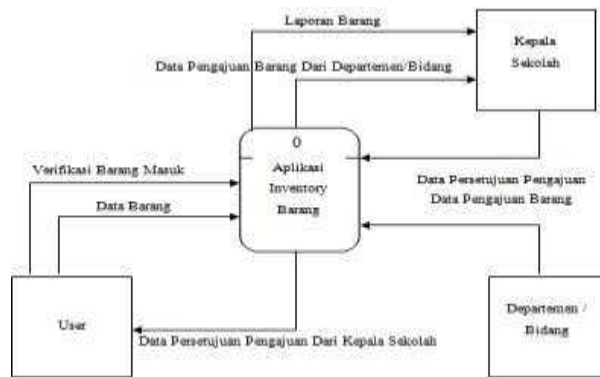 Laporan Barang
Kepala
Sekolah
Data Pengajuan Barang Dari Departemen/Bidang
0
Aplikasi
Inventory
Barang
Verifikasi Barang Masuk
Data Persetujuan Pengajuan
Data Pengajuan Barang
Data Barang
User
Departemen /
Bidang
Data Persetujuan Pengajuan Dari Kepala Sekolah